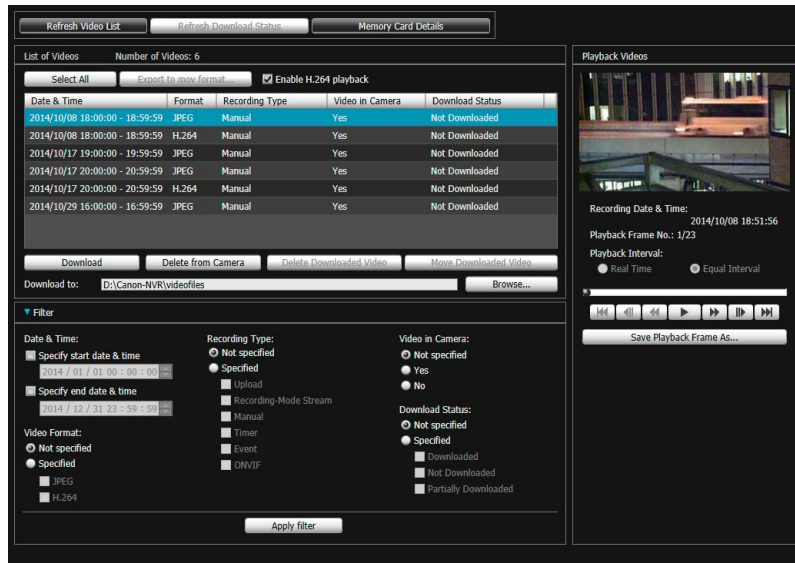 Refresh Video List Refresh Download Status Memory Card Details
List of Videos Number of Videos: 6
Select All Export to mov format... Enable H.264 playback
Date & Time Format Recording Type Video in Camera Download Status
2014/10/08 18:00:00 - 18:59:59 JPEG Manual Yes Not Downloaded
2014/10/08 18:00:00 - 18:59:59 H.264 Manual Yes Not Downloaded
2014/10/17 19:00:00 - 19:59:59 JPEG Manual Yes Not Downloaded
2014/10/17 20:00:00 - 20:59:59 JPEG Manual Yes Not Downloaded
2014/10/17 20:00:00 - 20:59:59 H.264 Manual Yes Not Downloaded
2014/10/29 16:00:00 - 16:59:59 JPEG Manual Yes Not Downloaded
Download Delete from Camera Delete Downloaded Video Move Downloaded Video
Download to: D:\Canon-NVR\videofiles Browse...
Filter
Date & Time:
Specify start date & time
2014 / 01 / 01 00 : 00 : 00
Specify end date & time
2014 / 12 / 31 23 : 59 : 59
Video Format:
Not specified
Specified
JPEG
H.264
Recording Type:
Not specified
Specified
Upload
Recording-Mode Stream
Manual
Timer
Event
ONVIF
Video in Camera:
Not specified
Yes
No
Download Status:
Not specified
Specified
Downloaded
Not Downloaded
Partially Downloaded
Apply filter
Playback Videos
Recording Date & Time:
2014/10/08 18:51:56
Playback Frame No.: 1/23
Playback Interval:
Real Time Equal Interval
Save Playback Frame As...